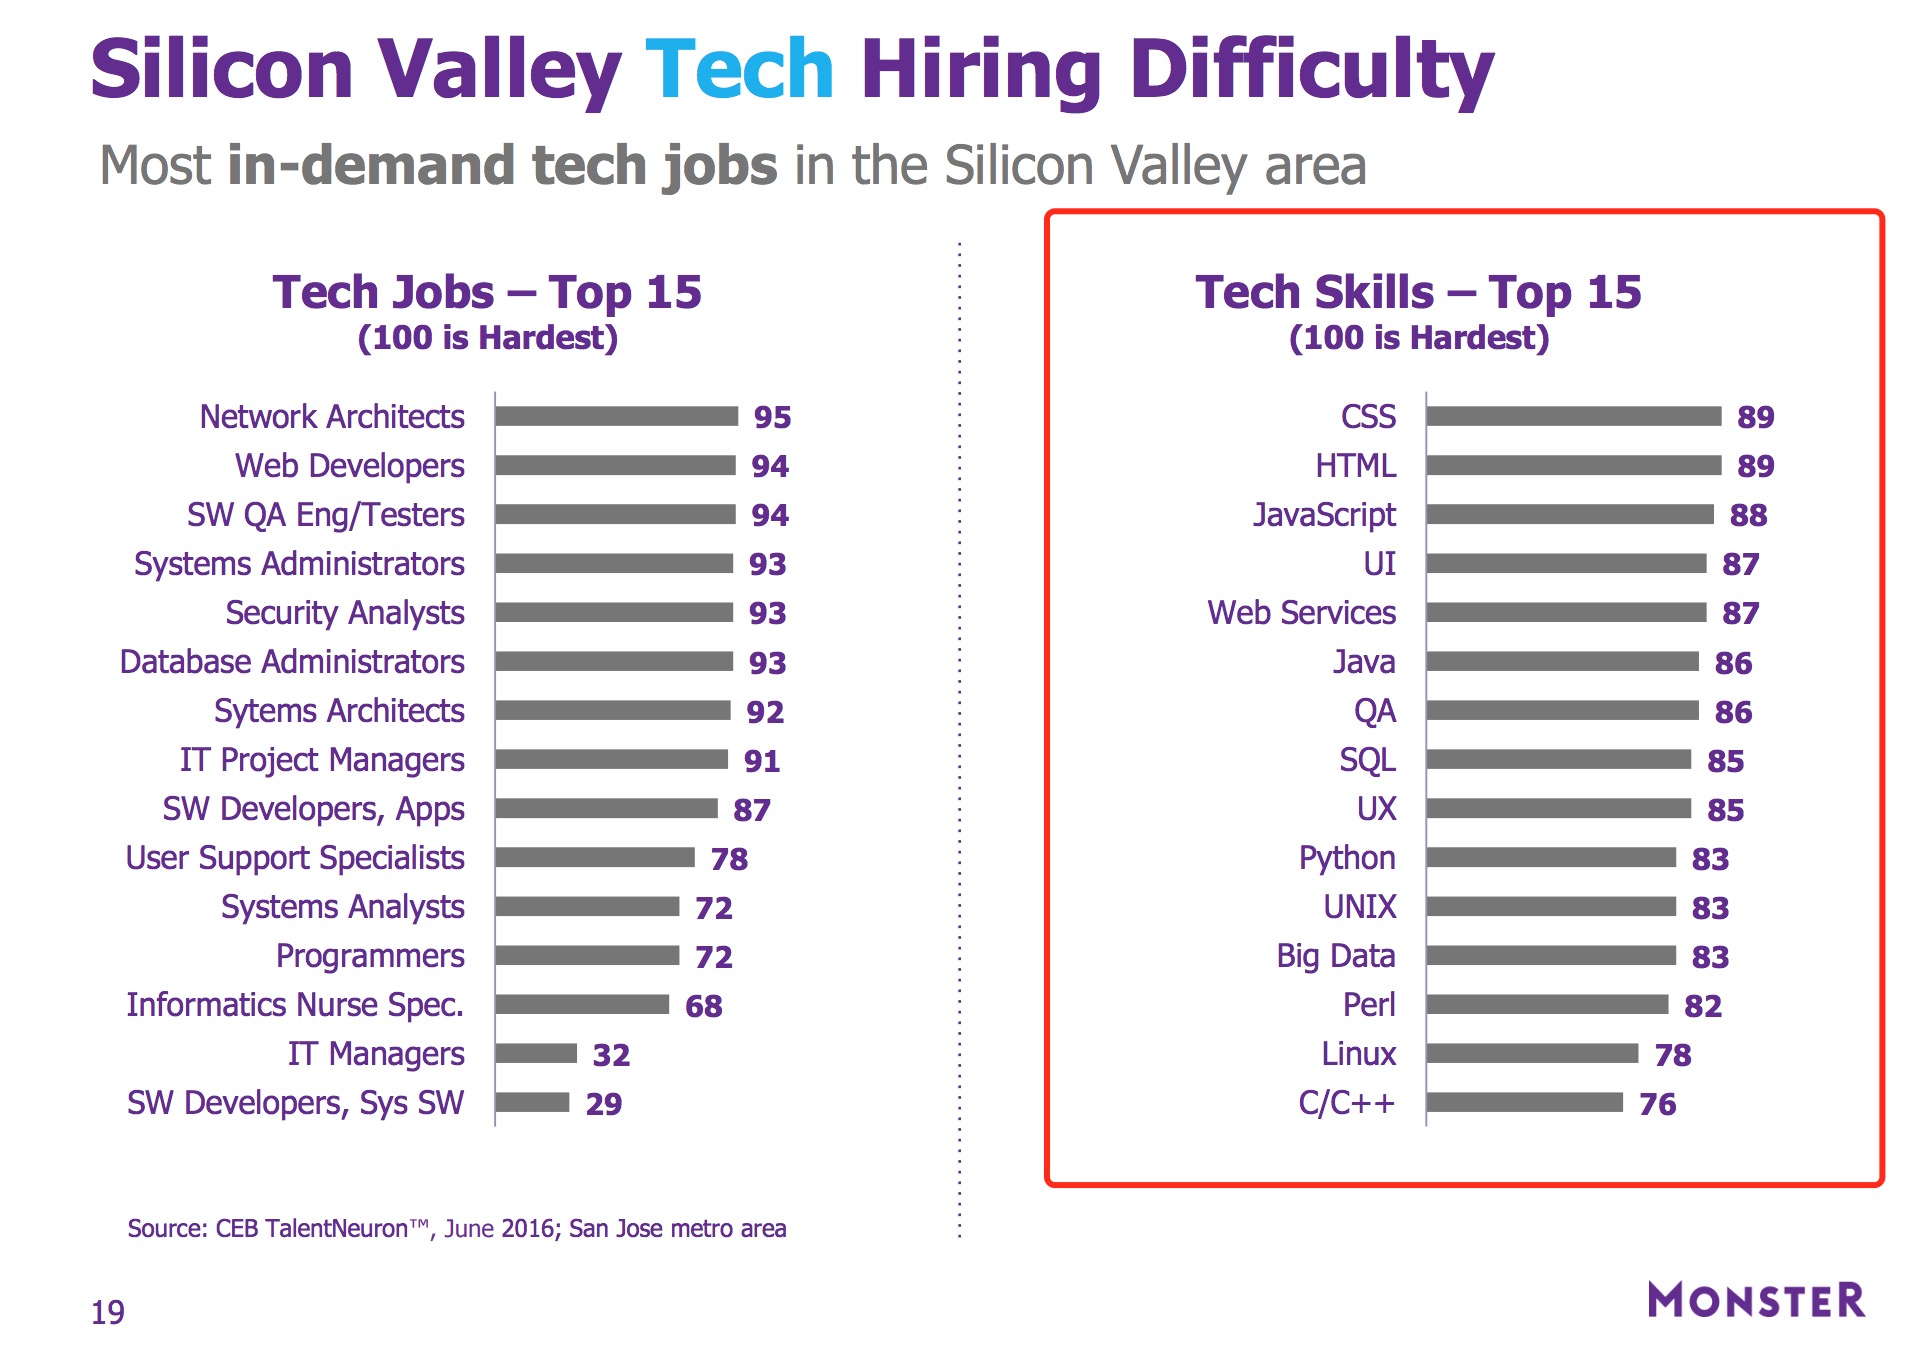 Silicon Valley Tech Hiring Difficulty
Most in-demand tech jobs in the Silicon Valley area
Tech Jobs – Top 15
(100 is Hardest)
Network Architects 95
Web Developers 94
SW QA Eng/Testers 94
Systems Administrators 93
Security Analysts 93
Database Administrators 93
Sytems Architects 92
IT Project Managers 91
SW Developers, Apps 87
User Support Specialists 78
Systems Analysts 72
Programmers 72
Informatics Nurse Spec. 68
IT Managers 32
SW Developers, Sys SW 29
Tech Skills – Top 15
(100 is Hardest)
CSS 89
HTML 89
JavaScript 88
UI 87
Web Services 87
Java 86
QA 86
SQL 85
UX 85
Python 83
UNIX 83
Big Data 83
Perl 82
Linux 78
C/C++ 76
Source: CEB TalentNeuron™, June 2016; San Jose metro area
19
MONSTER